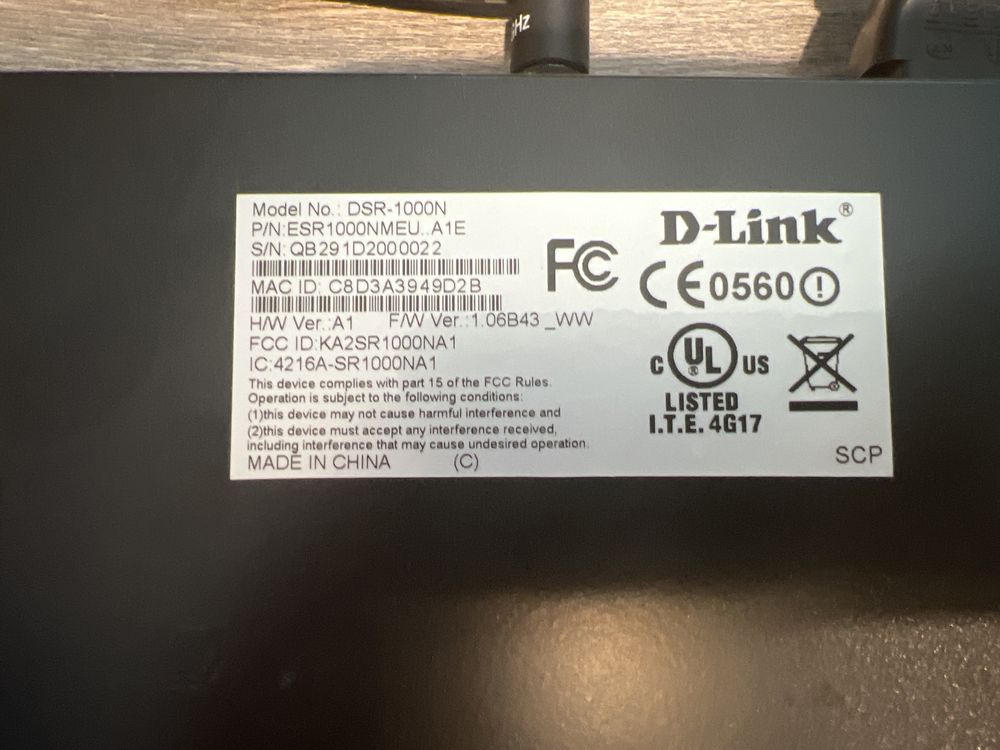 GHz
Model No.: DSR-1000N
P/N:ESR1000NMEU..A1E
S/N: QB291D2000022
MAC ID: C8D3A3949D2B
H/W Ver.:A1 F/W Ver.:1.06B43_WW
FCC ID:KA2SR1000NA1
IC:4216A-SR1000NA1
This device complies with part 15 of the FCC Rules.
Operation is subject to the following conditions:
(1)this device may not cause harmful interference and
(2)this device must accept any interference received,
including interference that may cause undesired operation.
MADE IN CHINA (C)
FC
D-Link®
CE0560
C UL® US
LISTED
I.T.E. 4G17
SCP